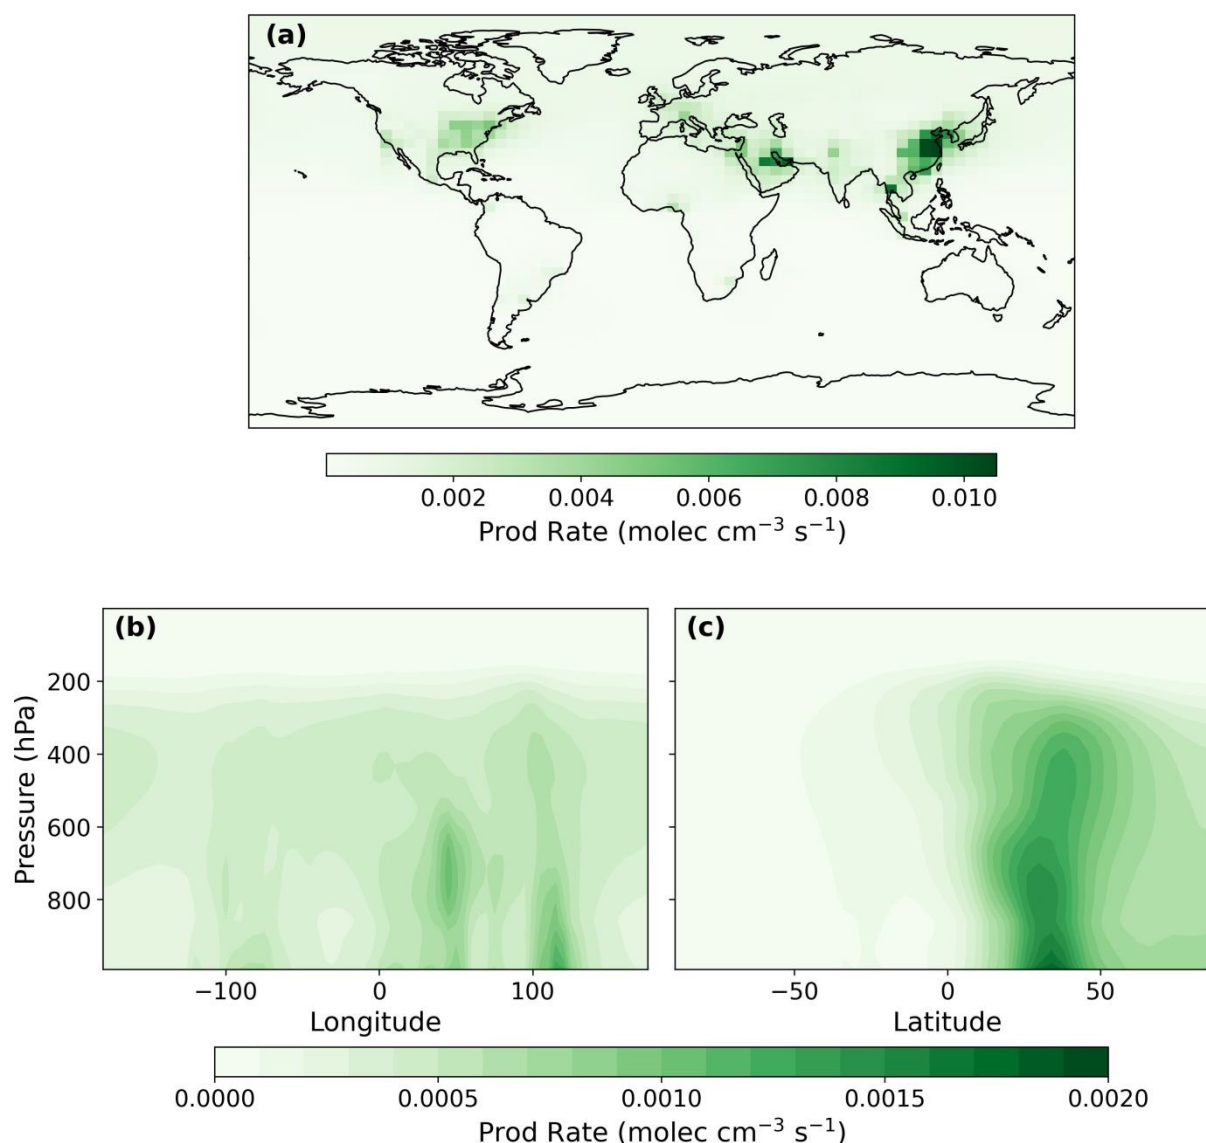 (a)
0.002 0.004 0.006 0.008 0.010
Prod Rate (molec cm⁻³ s⁻¹)
(b) (c)
Pressure (hPa)
200
400
600
800
−100 0 100 −50 0 50
Longitude Latitude
0.0000 0.0005 0.0010 0.0015 0.0020
Prod Rate (molec cm⁻³ s⁻¹)